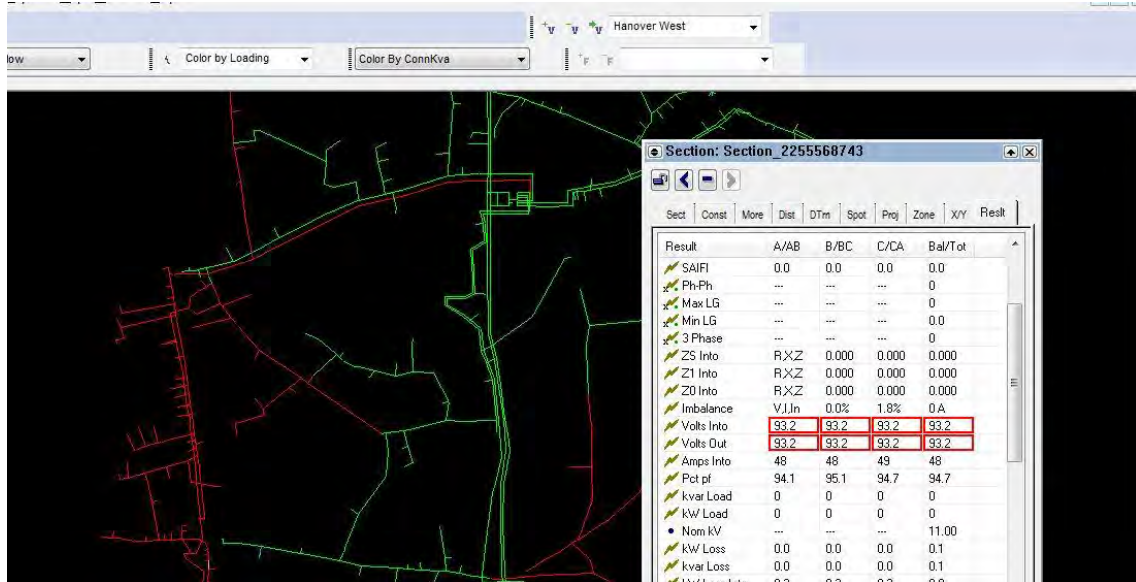 Hanover West
low Color by Loading Color By ConnKva
Section: Section_2255568743
Sect Const More Dist DTrn Spot Proj Zone X/Y Reslt
Result A/AB B/BC C/CA Bal/Tot
SAIFI 0.0 0.0 0.0 0.0
Ph-Ph --- --- --- 0
Max LG --- --- --- 0
Min LG --- --- --- 0.0
3 Phase --- --- --- 0
ZS Into R,X,Z 0.000 0.000 0.000
Z1 Into R,X,Z 0.000 0.000 0.000
Z0 Into R,X,Z 0.000 0.000 0.000
Imbalance V,I,In 0.0% 1.8% 0 A
Volts Into 93.2 93.2 93.2 93.2
Volts Out 93.2 93.2 93.2 93.2
Amps Into 48 48 49 48
Pct pf 94.1 95.1 94.7 94.7
kvar Load 0 0 0 0
kW Load 0 0 0 0
Nom kV --- --- --- 11.00
kW Loss 0.0 0.0 0.0 0.1
kvar Loss 0.0 0.0 0.0 0.1